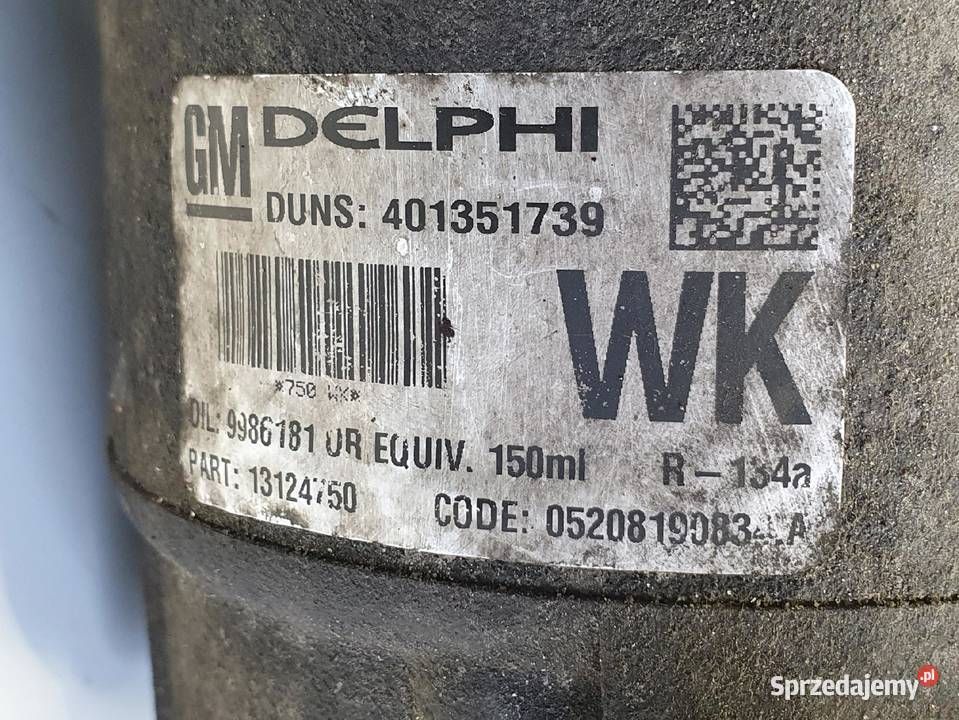 GM DELPHI
DUNS: 401351739
WK
*750 WK*
OIL: 9986181 OR EQUIV. 150ml R-134a
PART: 13124750
CODE:
Sprzedajemy.pl